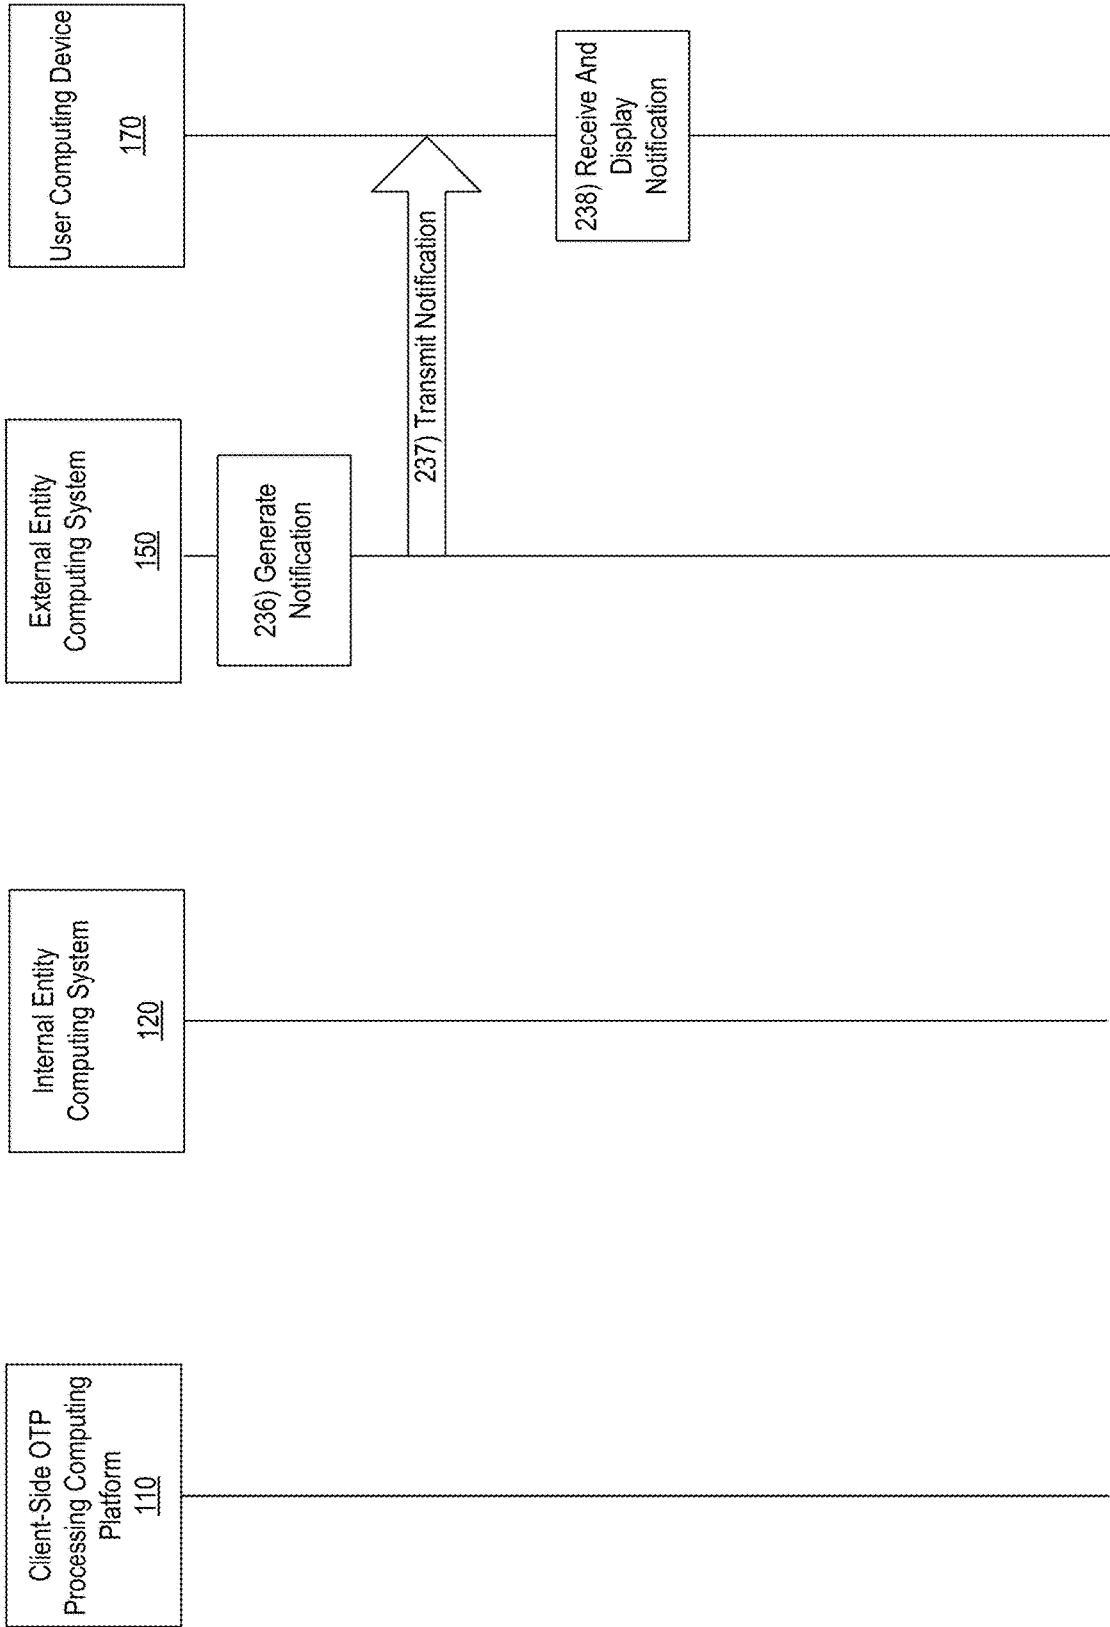 Client-Side OTP
Processing Computing
Platform
110
Internal Entity
Computing System
120
External Entity
Computing System
150
User Computing Device
170
236) Generate
Notification
237) Transmit Notification
238) Receive And
Display
Notification